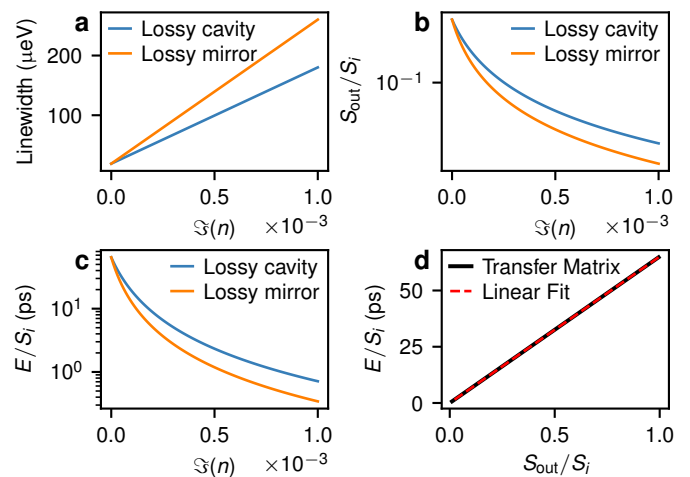 a
Lossy cavity
Lossy mirror
Linewidth (μeV)
200
100
0.0
0.5
1.0
ℑ(n)
×10⁻³
b
Lossy cavity
Lossy mirror
S_out/S_i
10⁻¹
0.0
0.5
1.0
ℑ(n)
×10⁻³
c
Lossy cavity
Lossy mirror
E/S_i (ps)
10¹
10⁰
0.0
0.5
1.0
ℑ(n)
×10⁻³
d
Transfer Matrix
Linear Fit
E/S_i (ps)
50
25
0
0.0
0.5
1.0
S_out/S_i